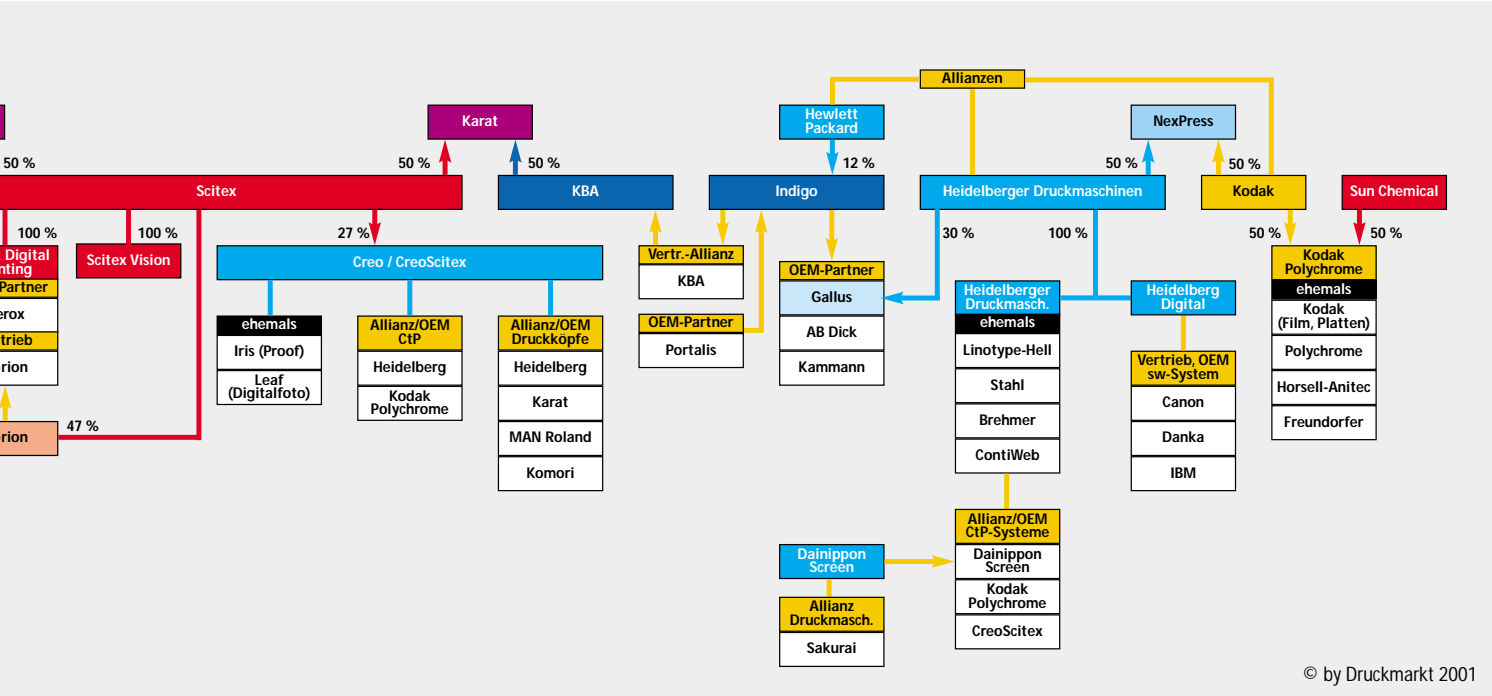 Allianzen
Karat
Hewlett
Packard
NexPress
50 %
50 %
50 %
12 %
50 %
50 %
Scitex
KBA
Indigo
Heidelberger Druckmaschinen
Kodak
Sun Chemical
100 %
100 %
27 %
30 %
100 %
50 %
50 %
Digital
Partner
Scitex Vision
Creo / CreoScitex
Vertr.-Allianz
KBA
OEM-Partner
Portalis
OEM-Partner
Gallus
AB Dick
Kammann
Heidelberger
Druckmasch.
ehemals
Linotype-Hell
Stahl
Brehmer
ContiWeb
Heidelberg
Digital
Vertrieb, OEM
sw-System
Canon
Danka
IBM
Kodak
Polychrome
ehemals
Kodak
(Film, Platten)
Polychrome
Horsell-Anitec
Freundorfer
ehemals
Iris (Proof)
Leaf
(Digitalfoto)
Allianz/OEM
CtP
Heidelberg
Kodak
Polychrome
Allianz/OEM
Druckköpfe
Heidelberg
Karat
MAN Roland
Komori
47 %
Allianz/OEM
CtP-Systeme
Dainippon
Screen
Kodak
Polychrome
CreoScitex
Dainippon
Screen
Allianz
Druckmasch.
Sakurai
© by Druckmarkt 2001